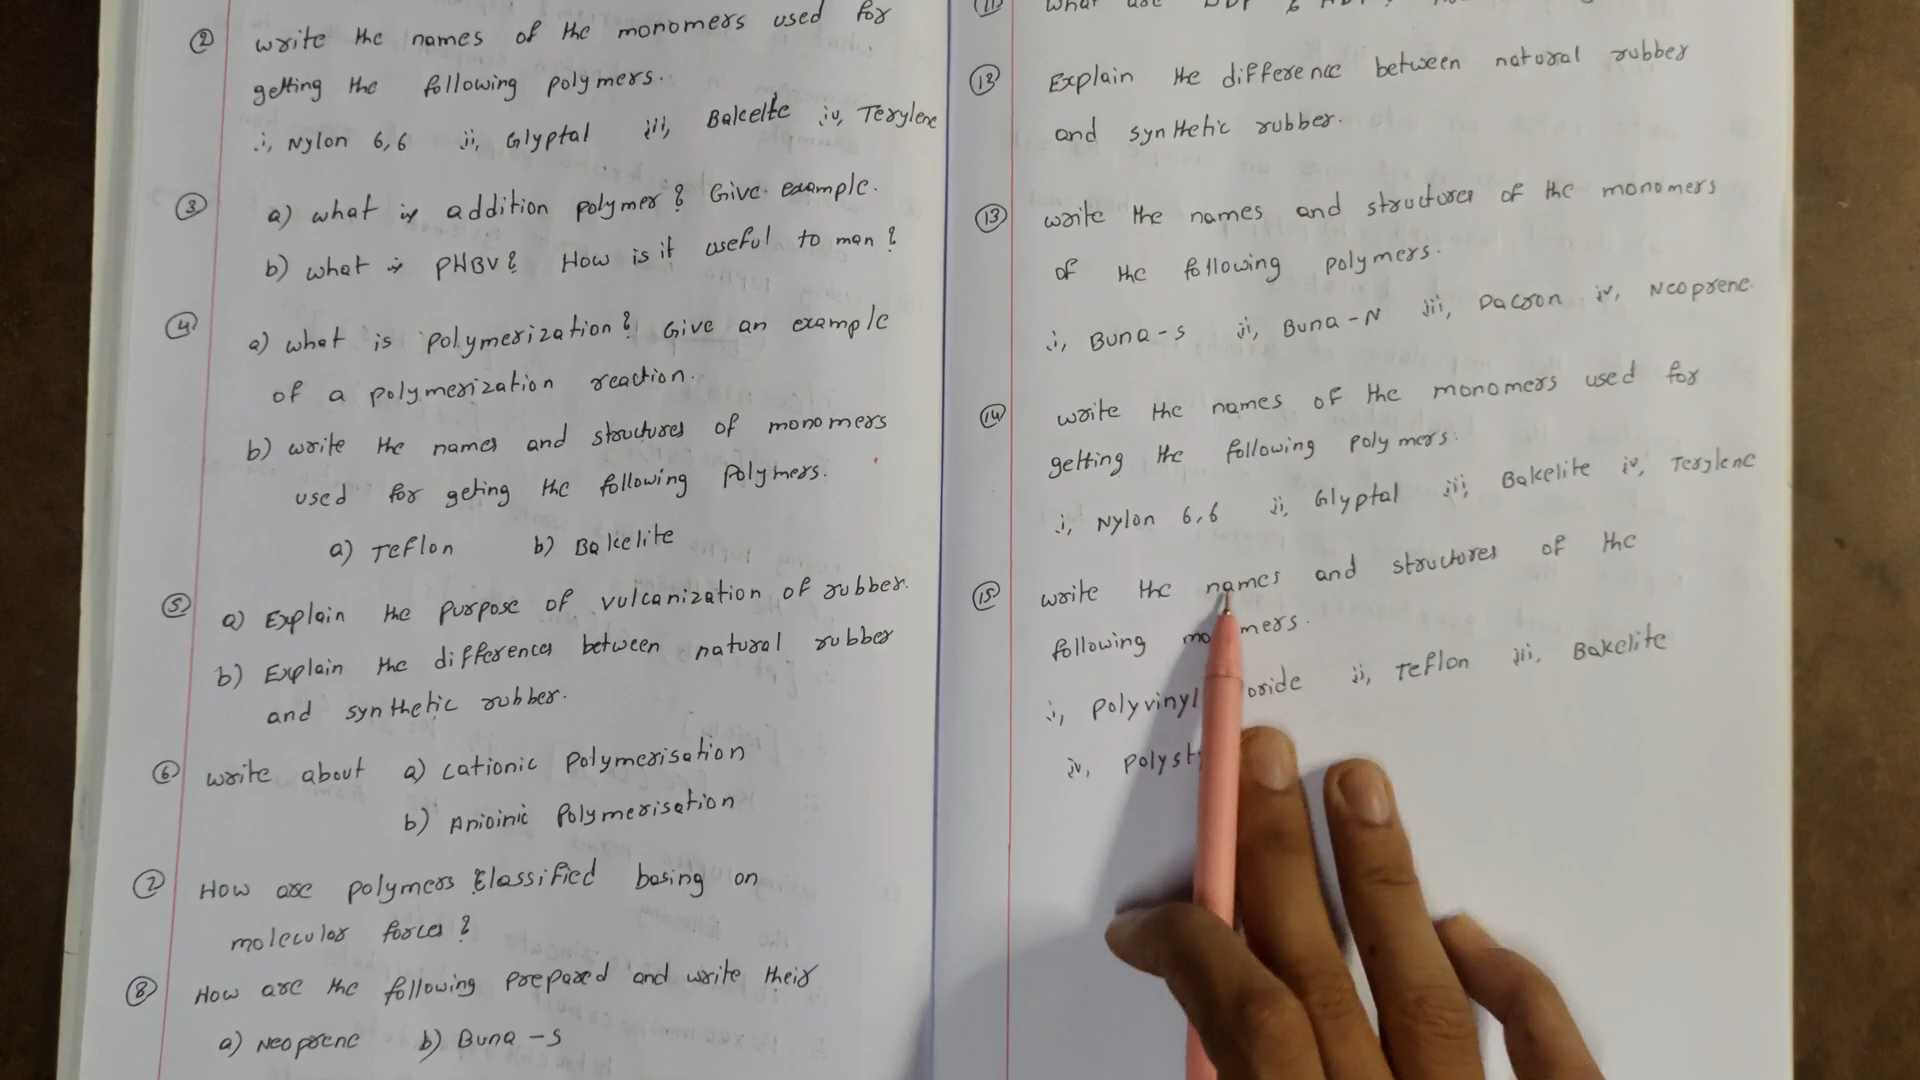 ② write the names of the monomers used for
getting the following polymers.
i, Nylon 6,6 ii, Glyptal iii, Bakelte iv, Terylene
③ a) what is addition polymer? Give example.
b) what is PHBV? How is it useful to man?
④ a) what is polymerization? Give an example
of a polymerization reaction.
b) write the names and structures of monomers
used for geting the following polymers.
a) Teflon b) Bakelite
⑤ a) Explain the purpose of vulcanization of rubber.
b) Explain the differences between natural rubber
and synthetic rubber.
⑥ write about a) cationic polymerisation
b) Anioinic Polymerisation
⑦ How are polymers classified basing on
molecular forces?
⑧ How are the following prepared and write their
a) Neoprene b) Buna-s
⑪ what are
⑫ Explain the difference between natural rubber
and synthetic rubber.
⑬ write the names and structures of the monomers
of the following polymers.
i, Buna-s ii, Buna-N iii, Dacron iv, Neoprene
⑭ write the names of the monomers used for
getting the following polymers.
i, Nylon 6,6 ii, Glyptal iii, Bakelite iv, Terylene
⑮ write the names and structures of the
following mo mers.
i, polyvinyl oride ii, Teflon iii, Bakelite
iv, polyst